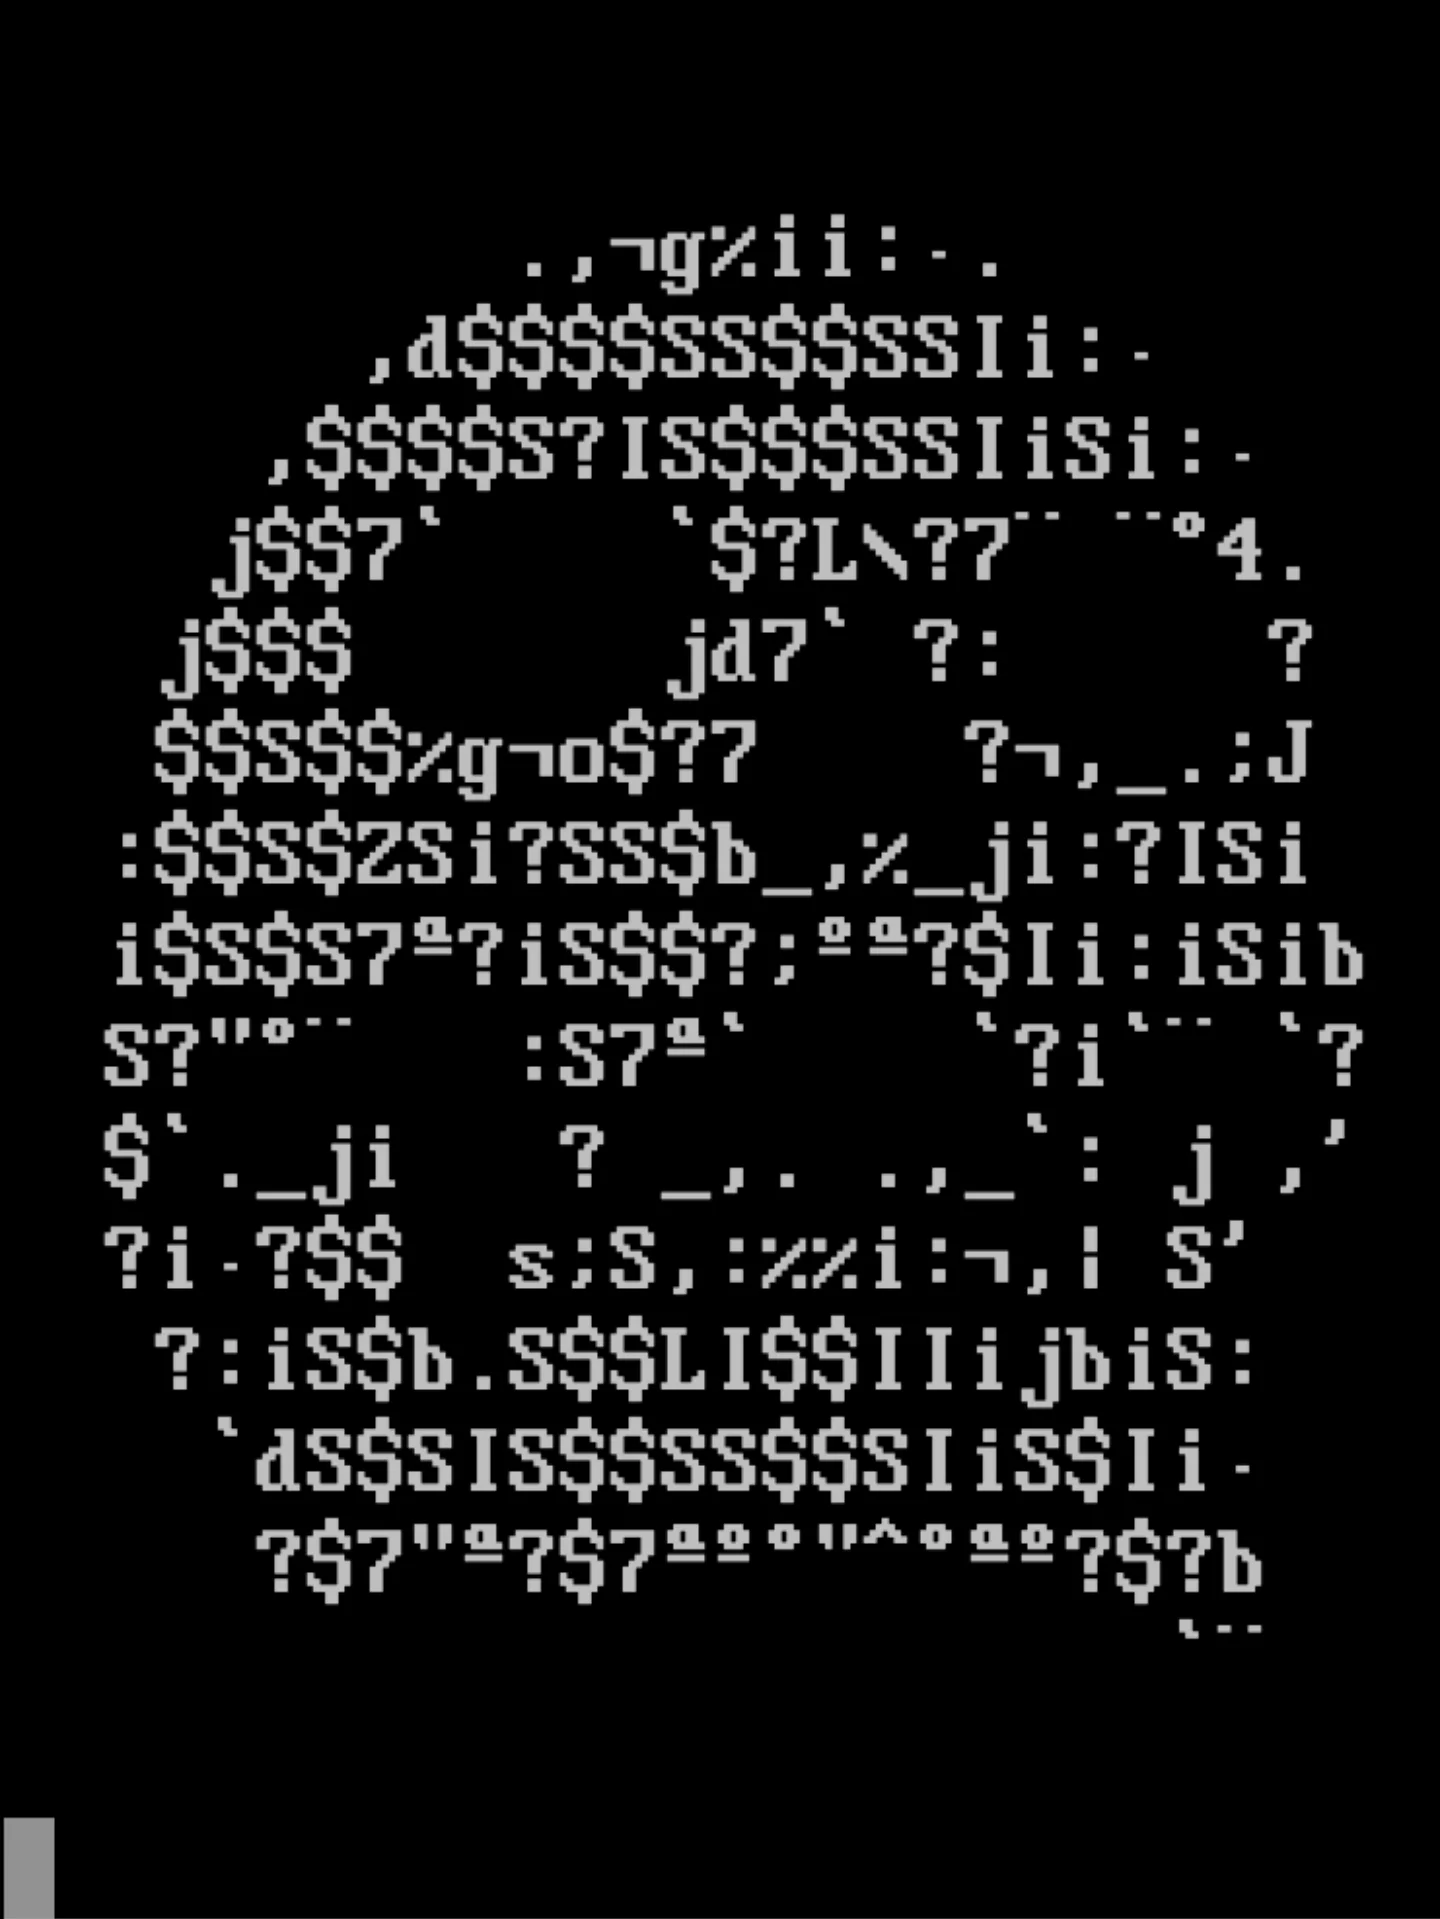 .,¬g%ii:-.
,d$$$$SS$$SSIi:-
,$$$$S?IS$$$SSIiSi:-
j$$7` `$?L\??7¨ ¨°4.
j$$$ jd7` ?: ?
$$S$$%g¬o$??7 ?¬,_.;J
:$$S$ZSi?SS$b_,%_ji:?ISi
i$S$S7ª?iS$$?;ºª?$Ii:iSib
S?"°¨ :S7ª` `?i`¨ `?
$`._ji ? _,. .,_ `: j ,’
?i-?$$ s;S,:%%i:¬,¦ S’
?:iS$b.S$$LI$$IIijbiS:
`dS$SIS$$SS$$SIiS$Ii-
?$7"ª?$7ªº°"^°ªº?$?b
`--